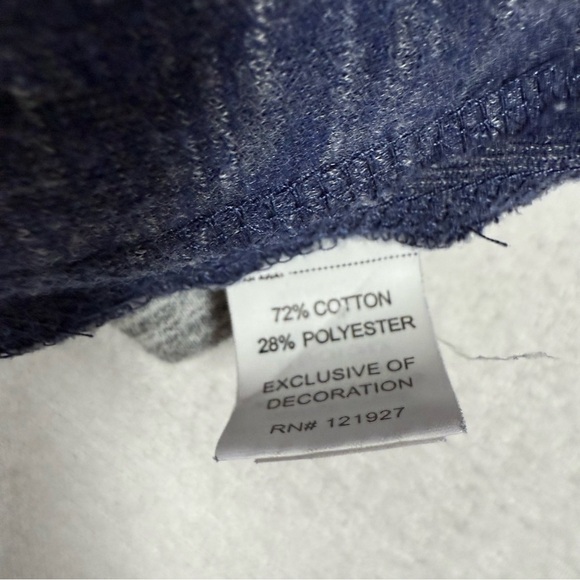 72% COTTON
28% POLYESTER
EXCLUSIVE OF
DECORATION
RN# 121927